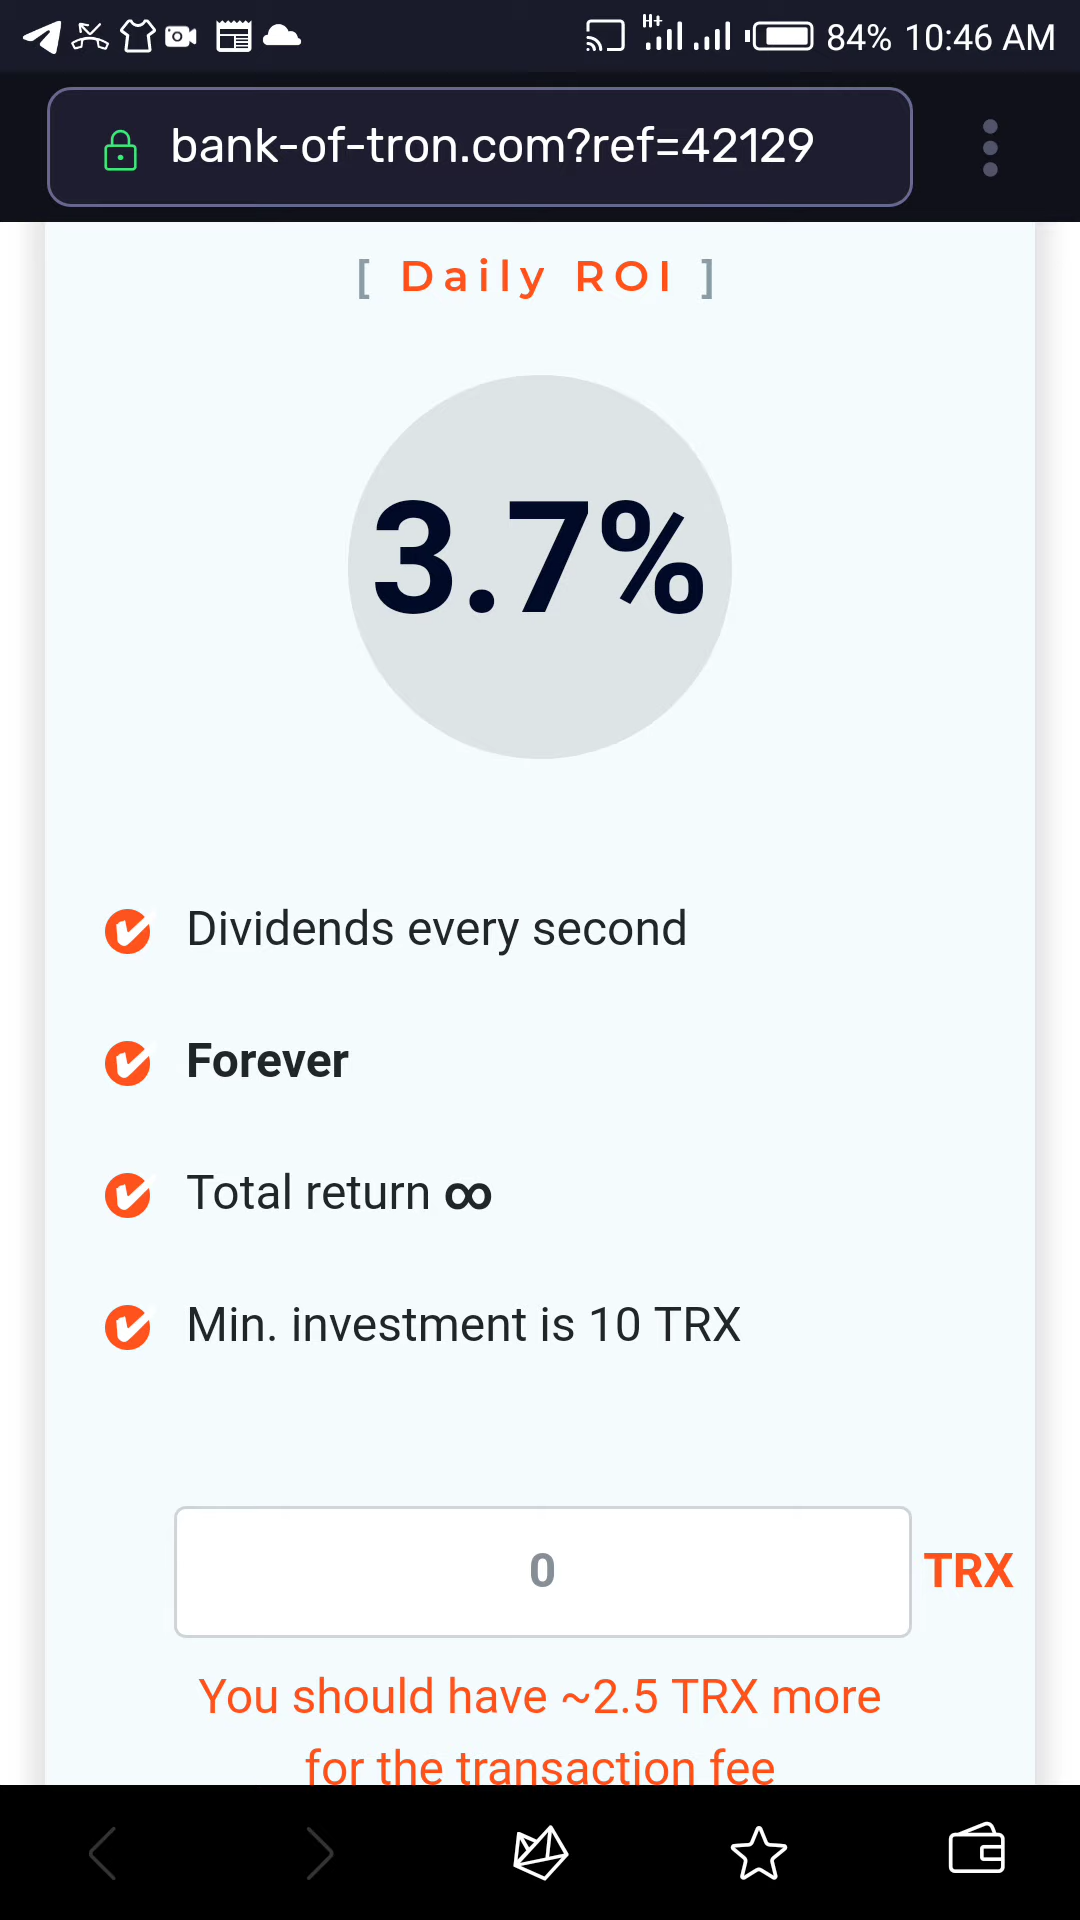 H+ 84% 10:46 AM
bank-of-tron.com?ref=42129
[ Daily ROI ]
3.7%
Dividends every second
Forever
Total return ∞
Min. investment is 10 TRX
0 TRX
You should have ~2.5 TRX more
for the transaction fee